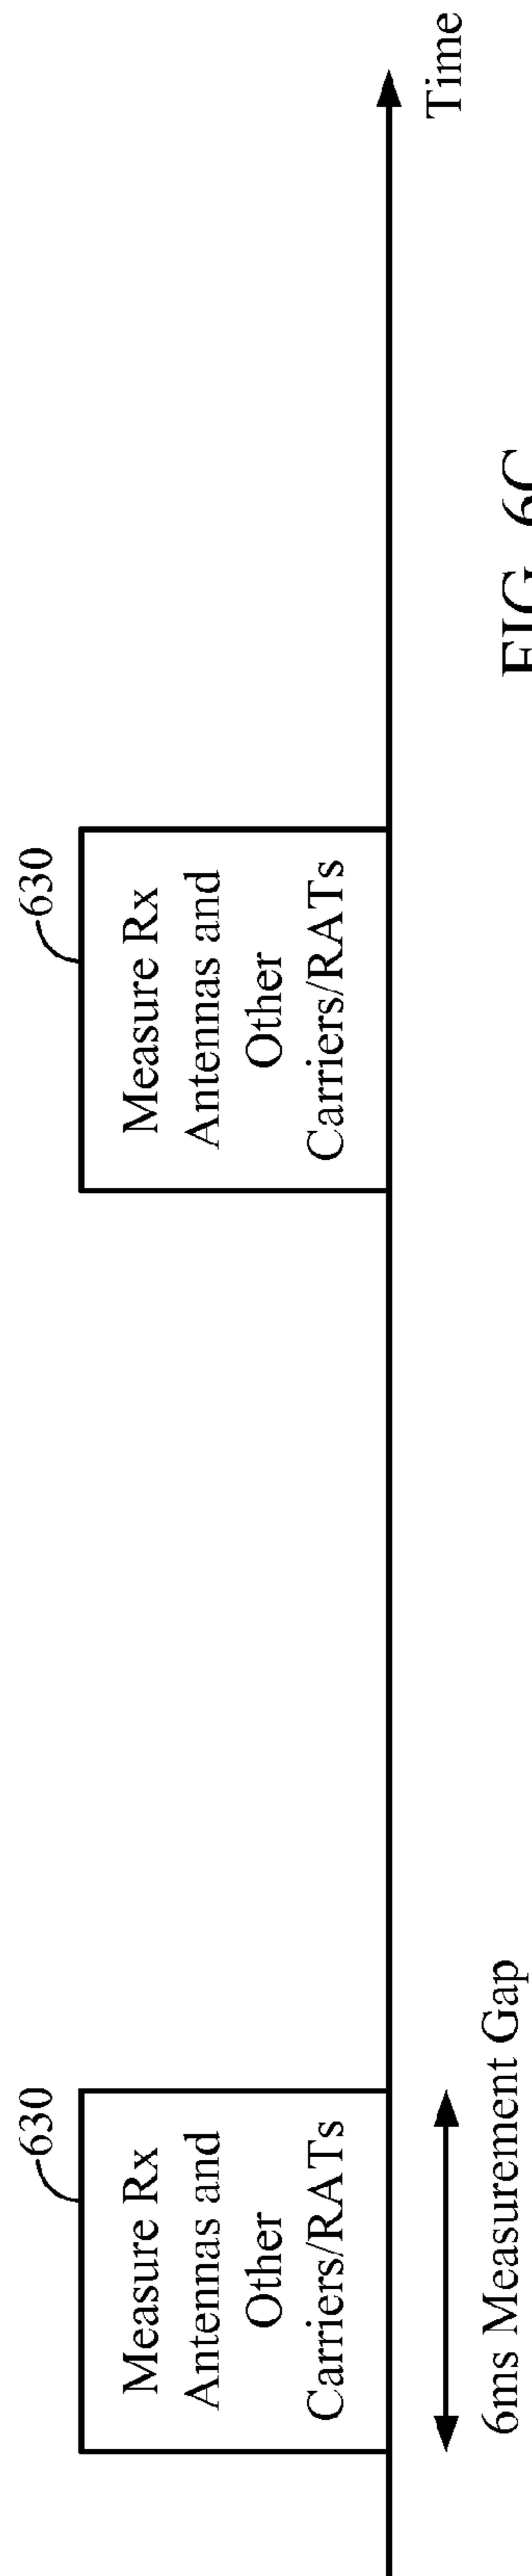 630
Measure Rx
Antennas and
Other
Carriers/RATs
630
Measure Rx
Antennas and
Other
Carriers/RATs
Time
6ms Measurement Gap
FIG. 6C